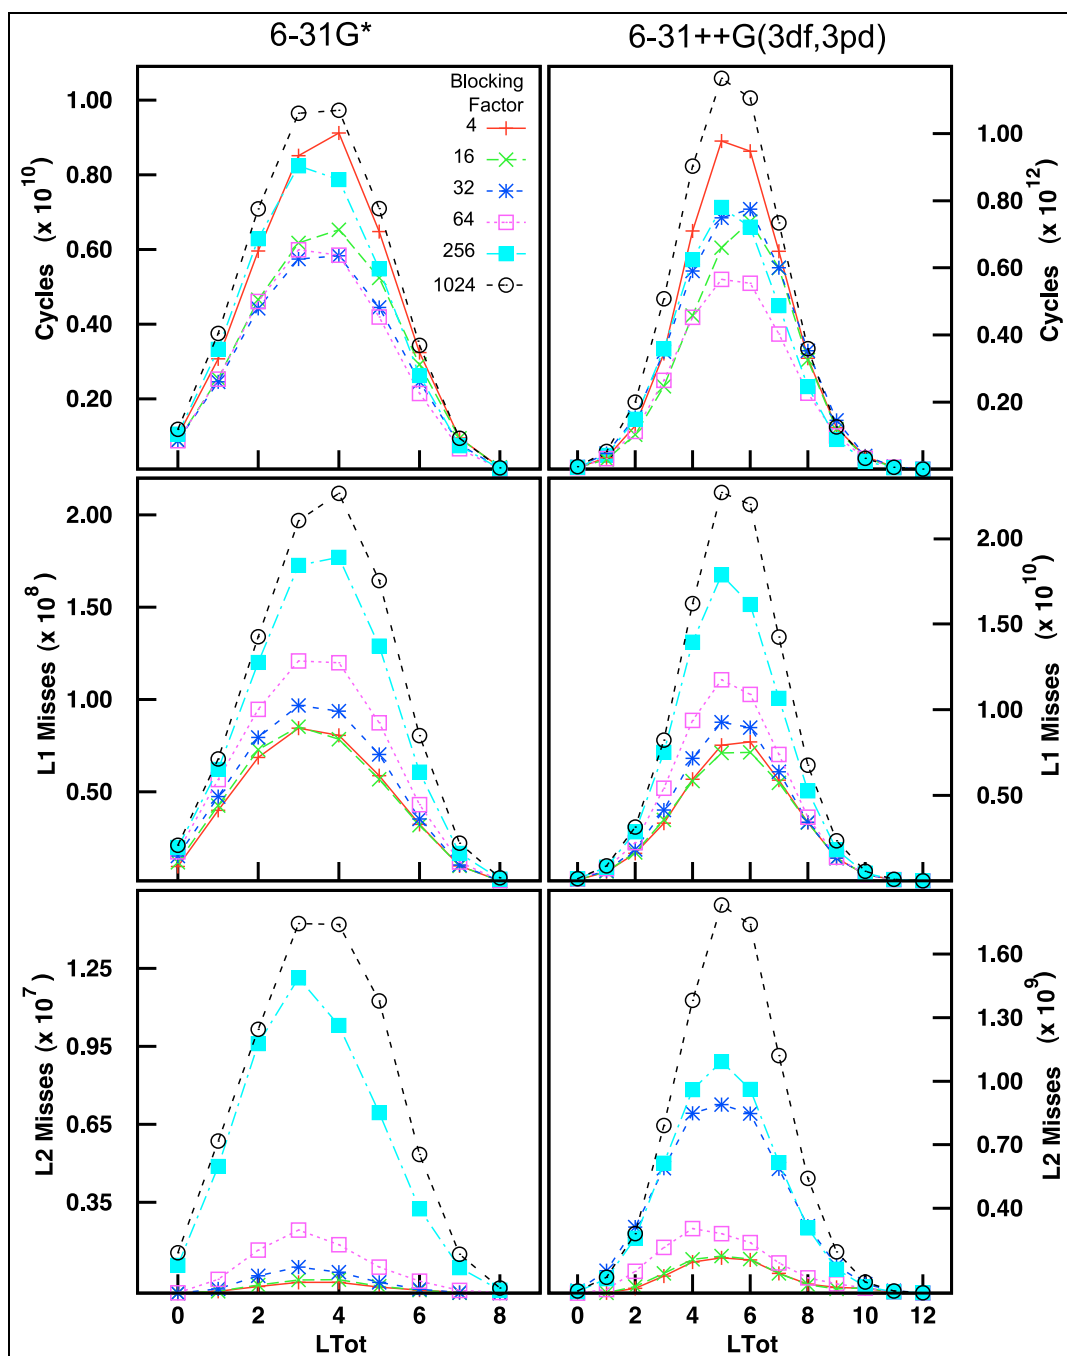 6-31G*
6-31++G(3df,3pd)
Blocking
Factor
4
16
32
64
256
1024
1.00
0.80
0.60
0.40
0.20
Cycles (x 10^10)
1.00
0.80
0.60
0.40
0.20
Cycles (x 10^12)
2.00
1.50
1.00
0.50
L1 Misses (x 10^8)
2.00
1.50
1.00
0.50
L1 Misses (x 10^10)
1.25
0.95
0.65
0.35
L2 Misses (x 10^7)
1.60
1.30
1.00
0.70
0.40
L2 Misses (x 10^9)
0 2 4 6 8
LTot
0 2 4 6 8 10 12
LTot